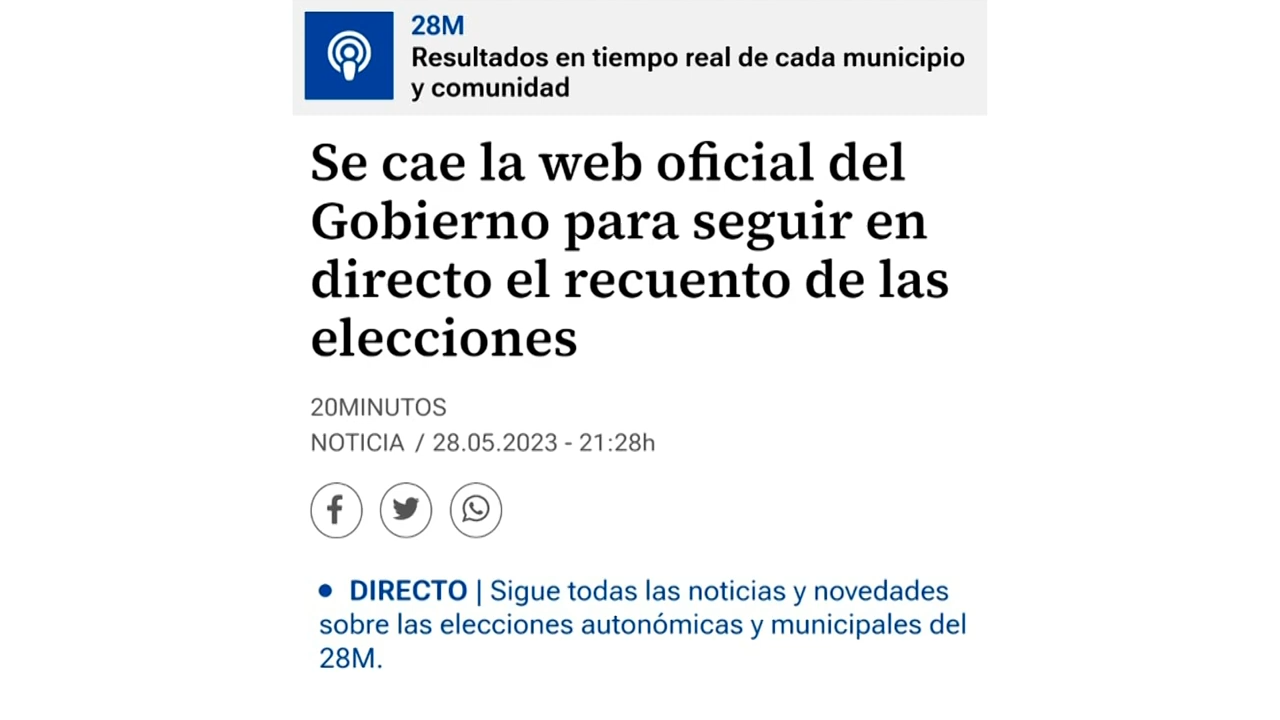 28M
Resultados en tiempo real de cada municipio
y comunidad
Se cae la web oficial del
Gobierno para seguir en
directo el recuento de las
elecciones
20MINUTOS
NOTICIA / 28.05.2023 - 21:28h
• DIRECTO | Sigue todas las noticias y novedades
sobre las elecciones autonómicas y municipales del
28M.